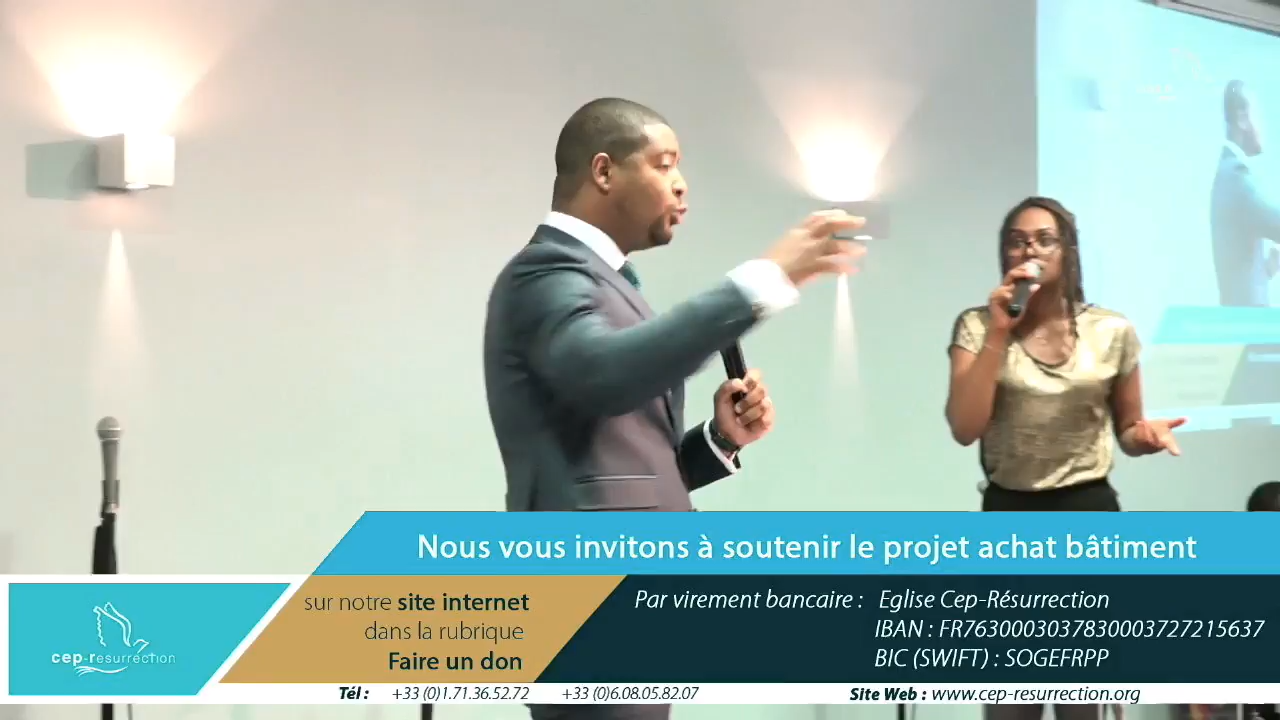 Nous vous invitons à soutenir le projet achat bâtiment
sur notre site internet
dans la rubrique
Faire un don
Par virement bancaire : Eglise Cep-Résurrection
IBAN : FR7630003037830003727215637
BIC (SWIFT) : SOGEFRPP
cep-resurrection
Tél : +33 (0)1.71.36.52.72 +33 (0)6.08.05.82.07 Site Web : www.cep-resurrection.org